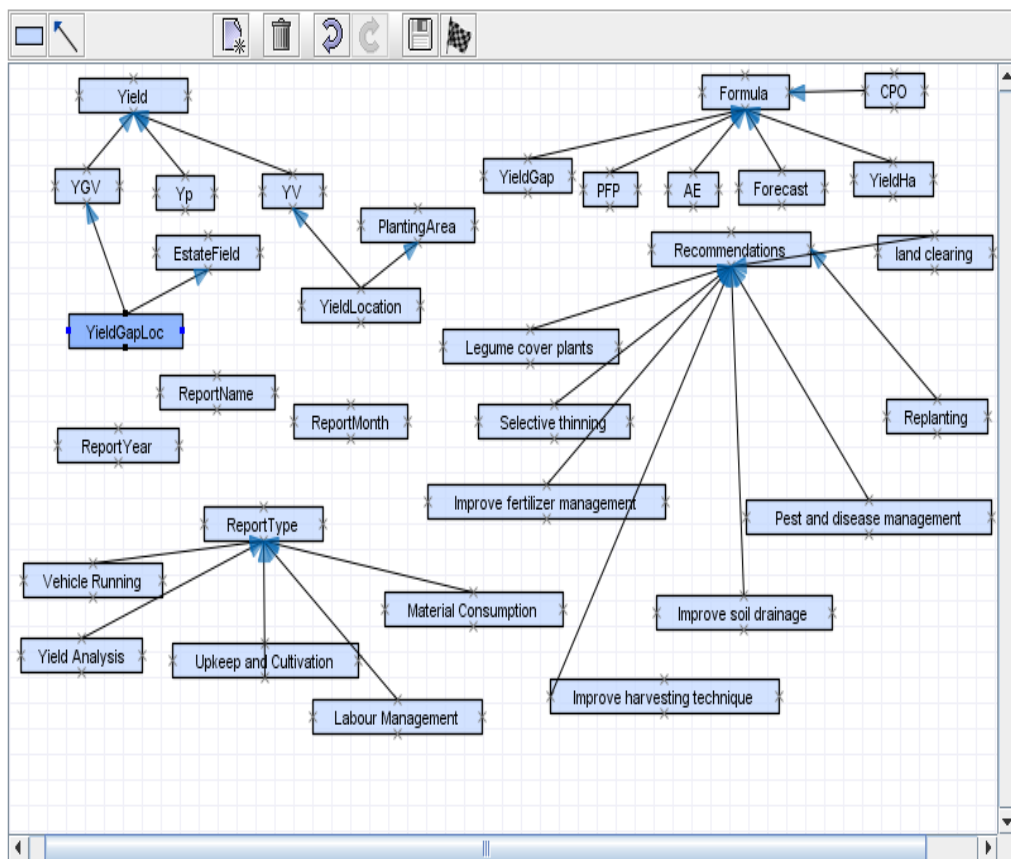 Yield
Formula
CPO
YGV
Yp
YV
YieldGap
PFP
AE
Forecast
YieldHa
PlantingArea
EstateField
Recommendations
land clearing
YieldLocation
YieldGapLoc
Legume cover plants
ReportName
ReportMonth
Selective thinning
Replanting
ReportYear
Improve fertilizer management
Pest and disease management
ReportType
Vehicle Running
Material Consumption
Improve soil drainage
Yield Analysis
Upkeep and Cultivation
Improve harvesting technique
Labour Management